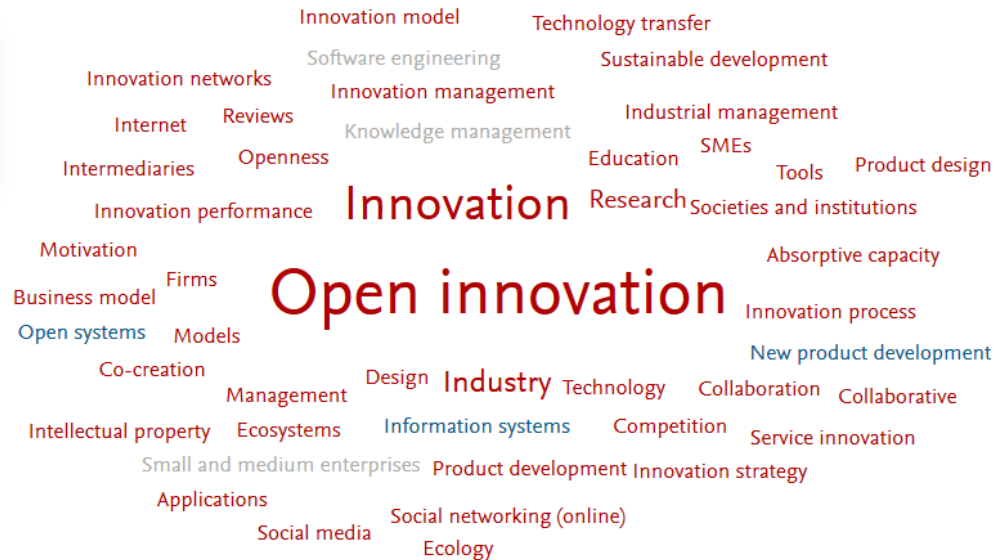 Innovation model
Technology transfer
Software engineering
Sustainable development
Innovation networks
Innovation management
Industrial management
Reviews
Internet
Knowledge management
SMEs
Openness
Education
Product design
Intermediaries
Tools
Innovation
Research
Societies and institutions
Innovation performance
Motivation
Absorptive capacity
Firms
Business model
Open innovation
Innovation process
Open systems
Models
New product development
Co-creation
Design
Industry
Technology
Collaboration
Collaborative
Management
Intellectual property
Ecosystems
Information systems
Competition
Service innovation
Small and medium enterprises
Product development
Innovation strategy
Applications
Social networking (online)
Social media
Ecology